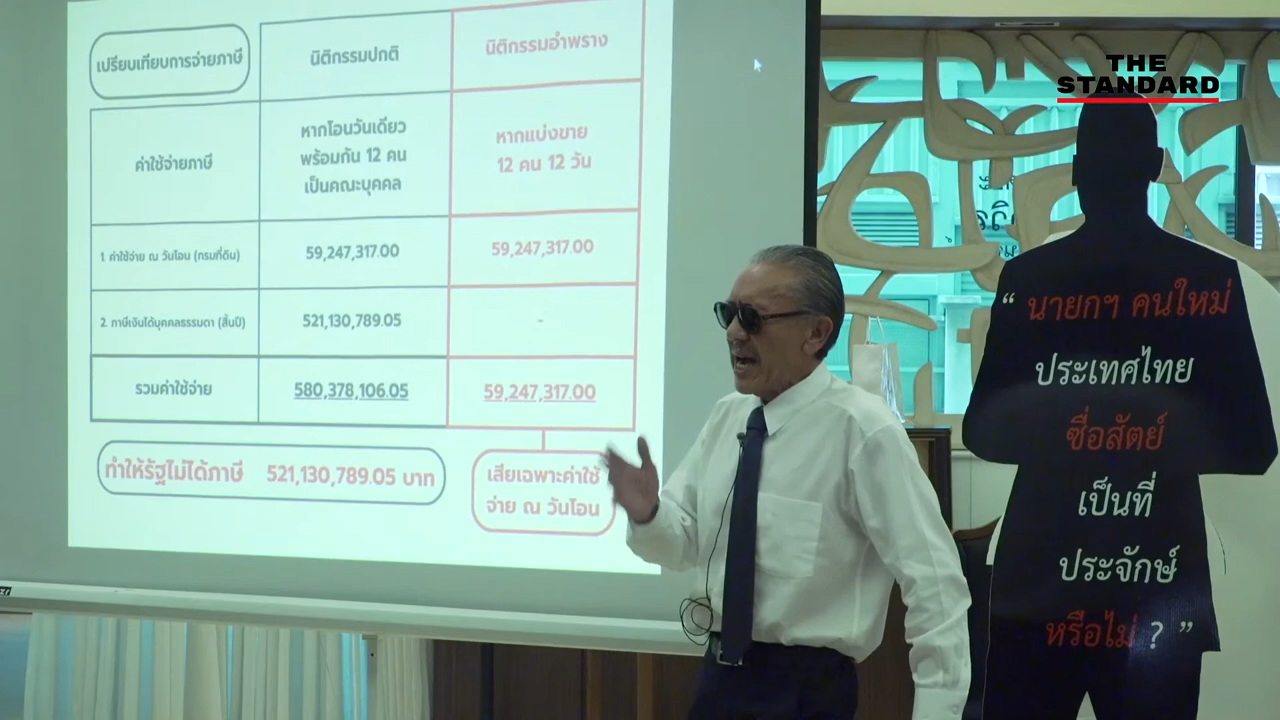 เปรียบเทียบการจ่ายภาษี
นิติกรรมปกติ
นิติกรรมอำพราง
ค่าใช้จ่ายภาษี
หากโอนวันเดียว
พร้อมกัน 12 คน
เป็นคณะบุคคล
หากแบ่งขาย
12 คน 12 วัน
1. ค่าใช้จ่าย ณ วันโอน (กรมที่ดิน)
59,247,317.00
59,247,317.00
2. ภาษีเงินได้บุคคลธรรมดา (สิ้นปี)
521,130,789.05
-
รวมค่าใช้จ่าย
580,378,106.05
59,247,317.00
ทำให้รัฐไม่ได้ภาษี 521,130,789.05 บาท
เสียเฉพาะค่าใช้
จ่าย ณ วันโอน
THE
STANDARD
“ นายกฯ คนใหม่
ประเทศไทย
ซื่อสัตย์
เป็นที่
ประจักษ์
หรือไม่ ? ”